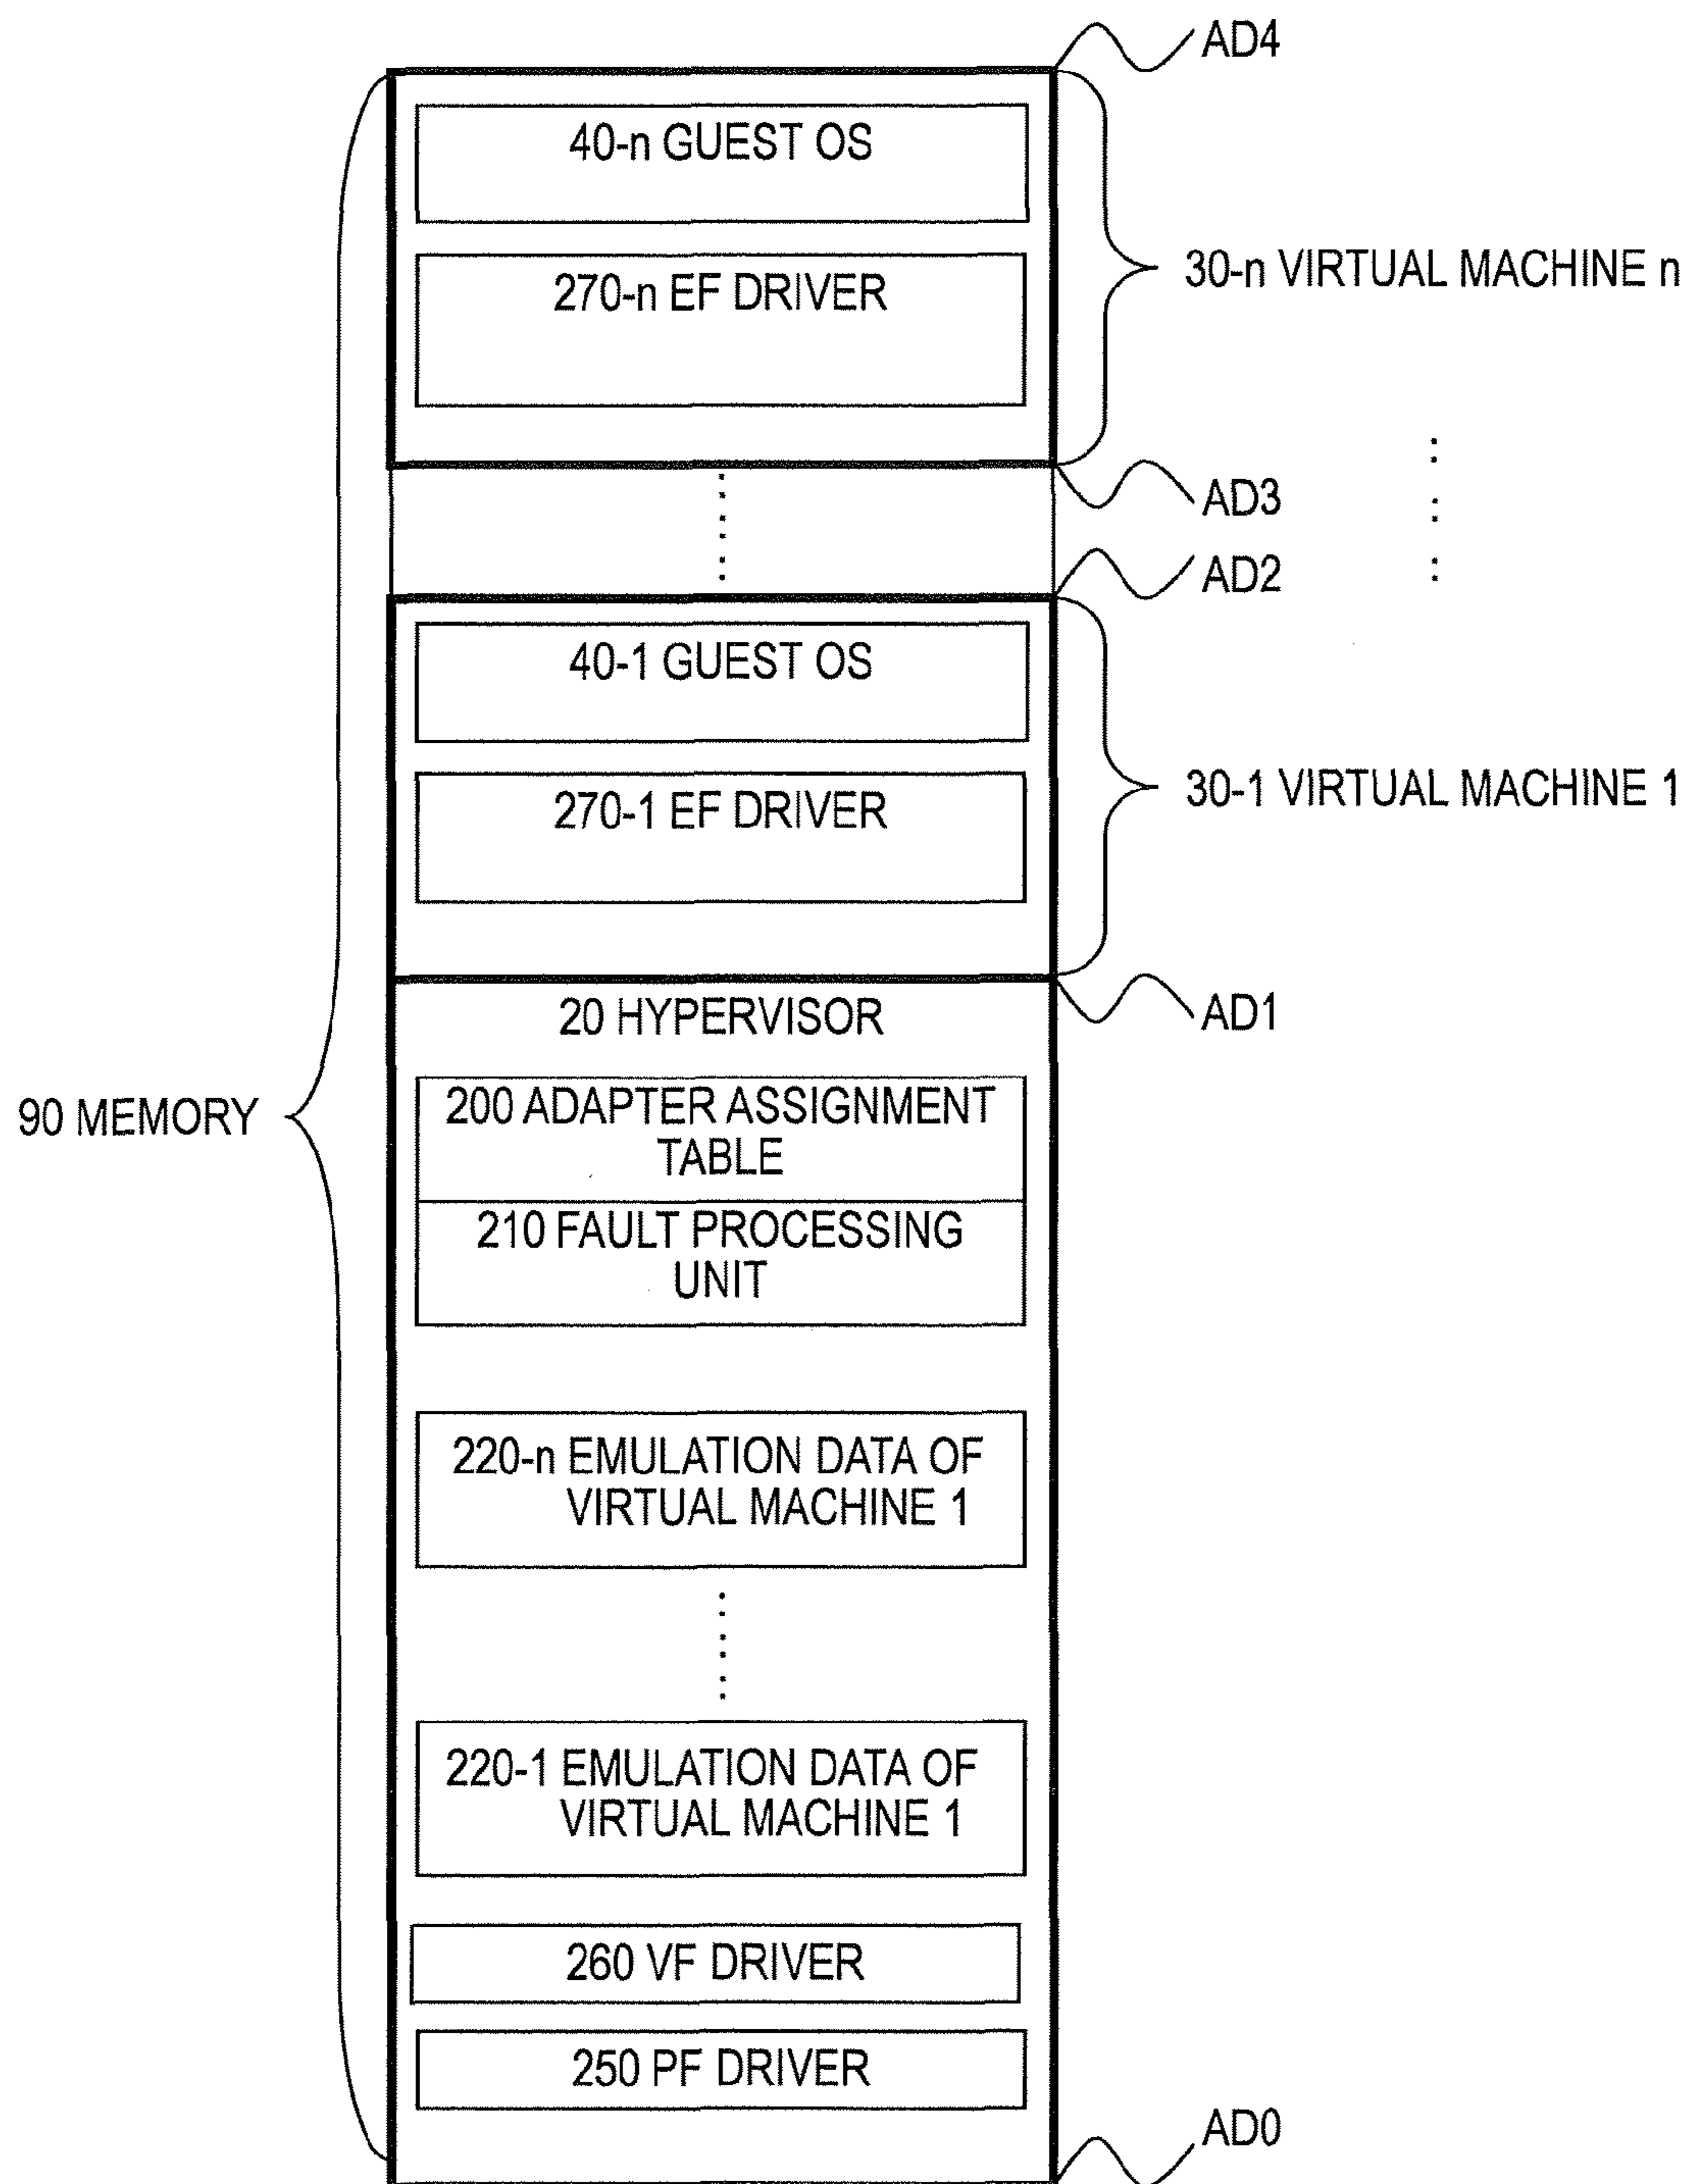 AD4
40-n GUEST OS
270-n EF DRIVER
30-n VIRTUAL MACHINE n
AD3
AD2
40-1 GUEST OS
270-1 EF DRIVER
30-1 VIRTUAL MACHINE 1
AD1
20 HYPERVISOR
90 MEMORY
200 ADAPTER ASSIGNMENT
TABLE
210 FAULT PROCESSING
UNIT
220-n EMULATION DATA OF
VIRTUAL MACHINE 1
220-1 EMULATION DATA OF
VIRTUAL MACHINE 1
260 VF DRIVER
250 PF DRIVER
AD0